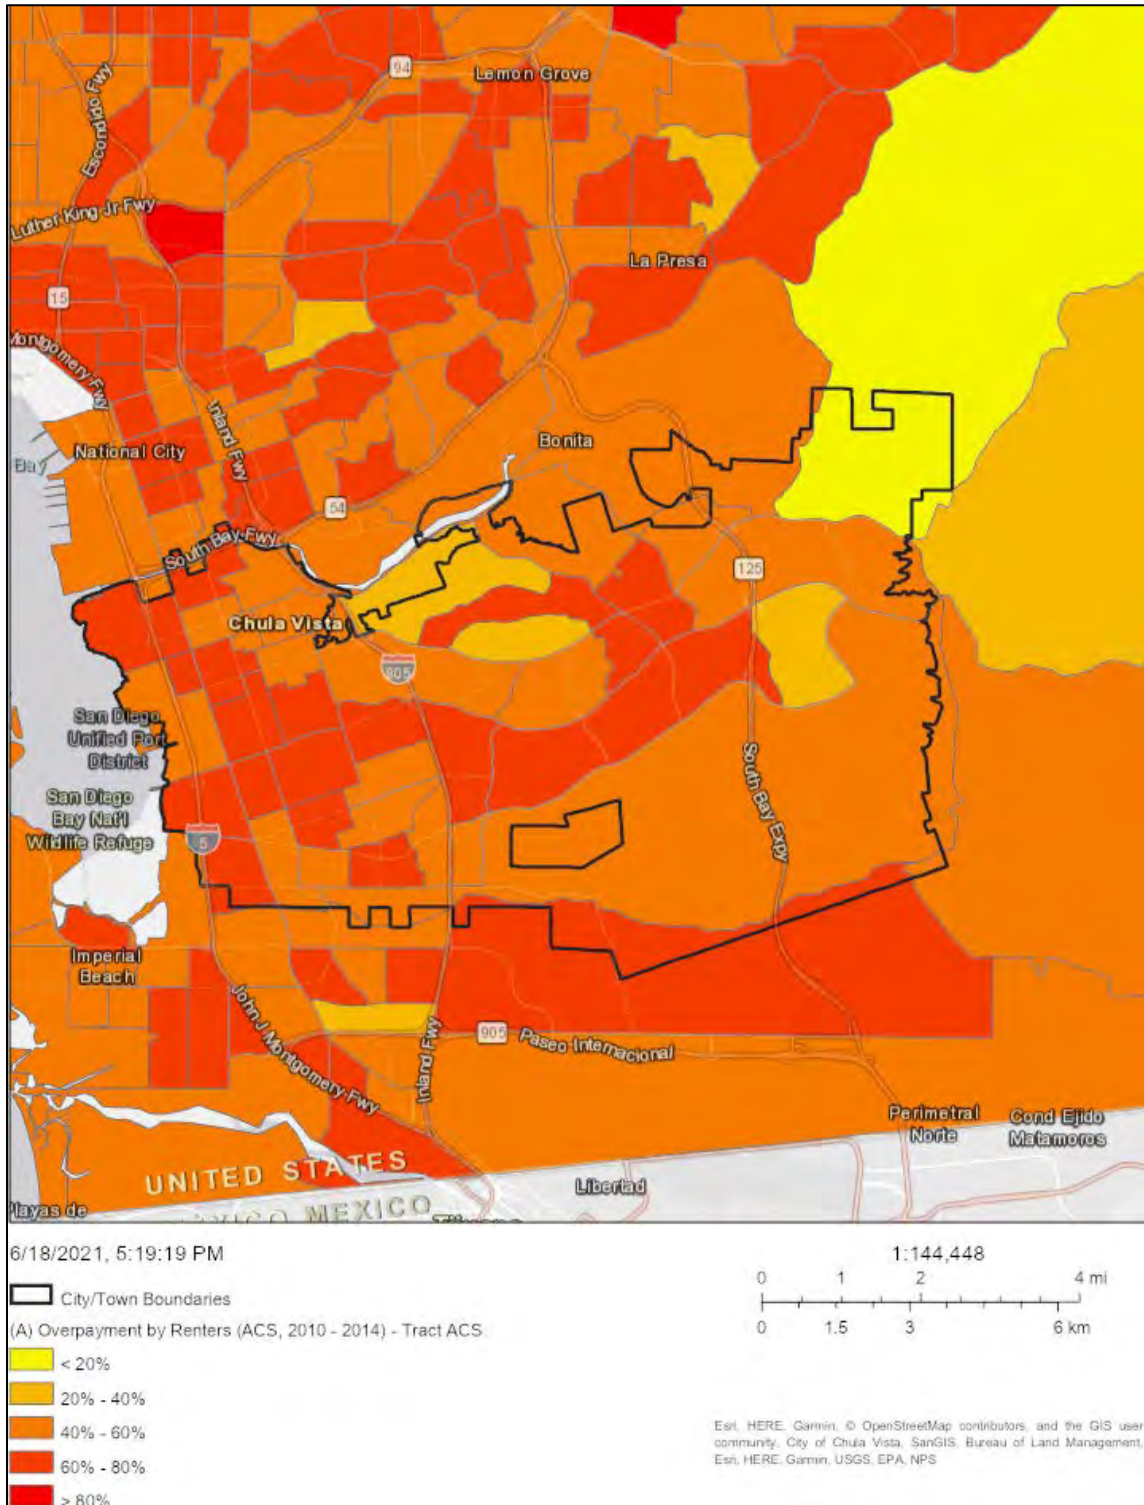 94
Lemon Grove
Escondido Fwy
Luther King Jr Fwy
La Presa
15
Montgomery Fwy
Inland Fwy
National City
Bonita
Bay
54
South Bay Fwy
125
Chula Vista
805
San Diego
Unified Port
District
San Diego
Bay Nat'l
Wildlife Refuge
South Bay Expy
5
Imperial
Beach
John J Montgomery Fwy
Inland Fwy
905
Paseo Internacional
Perimetral
Norte
Cond Ejido
Matamoros
UNITED STATES
MEXICO
Libertad
Playas de
6/18/2021, 5:19:19 PM
1:144,448
0 1 2 4 mi
0 1.5 3 6 km
City/Town Boundaries
(A) Overpayment by Renters (ACS, 2010 - 2014) - Tract ACS
< 20%
20% - 40%
40% - 60%
60% - 80%
> 80%
Esri, HERE, Garmin, © OpenStreetMap contributors, and the GIS user
community, City of Chula Vista, SanGIS, Bureau of Land Management,
Esri, HERE, Garmin, USGS, EPA, NPS